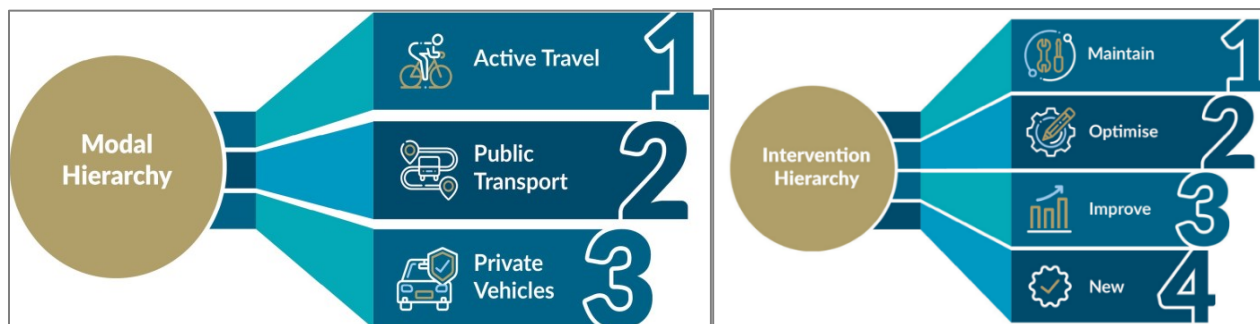 Modal
Hierarchy
Active Travel
1
Public
Transport
2
Private
Vehicles
3
Intervention
Hierarchy
Maintain
1
Optimise
2
Improve
3
New
4